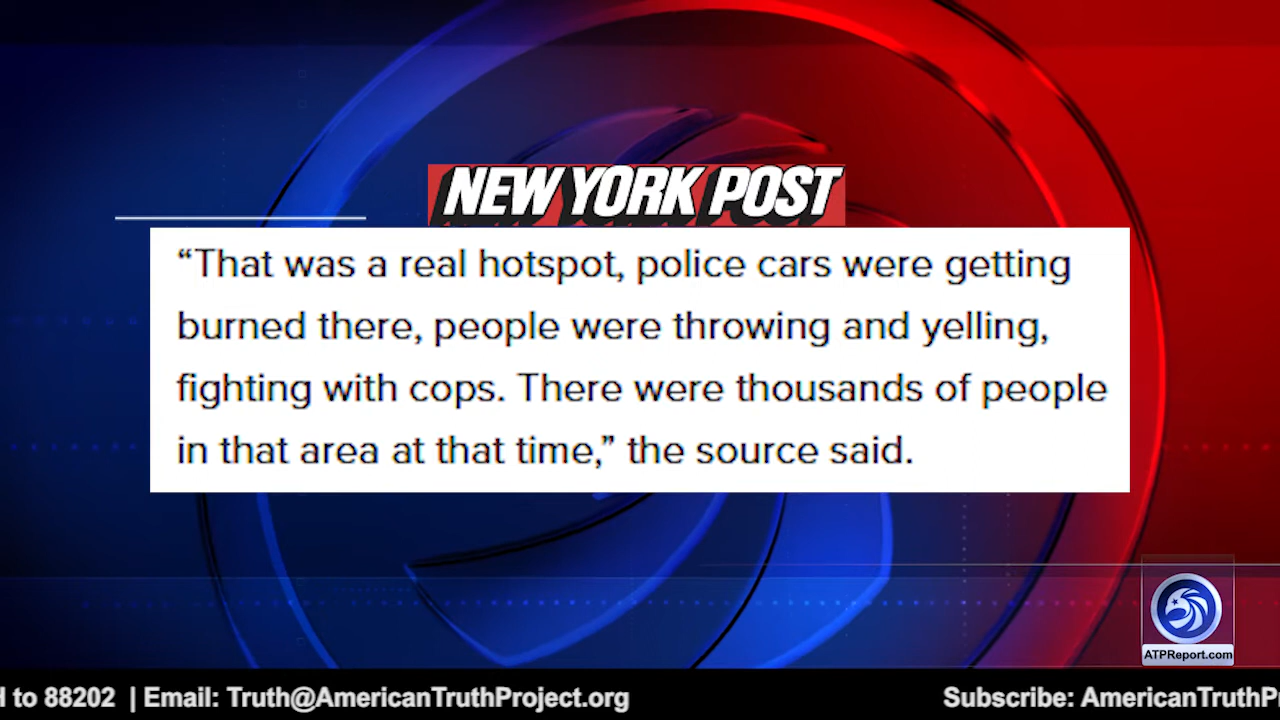 NEW YORK POST
“That was a real hotspot, police cars were getting
burned there, people were throwing and yelling,
fighting with cops. There were thousands of people
in that area at that time,” the source said.
ATPReport.com
to 88202 | Email: Truth@AmericanTruthProject.org
Subscribe: